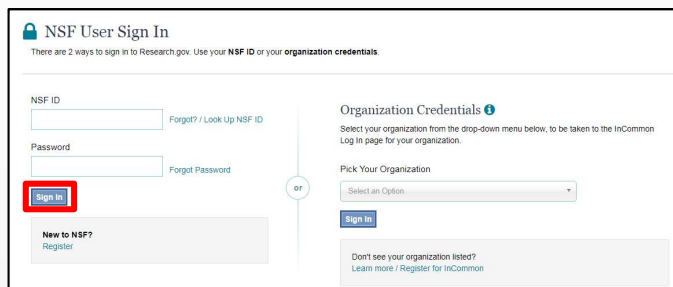 NSF User Sign In
There are 2 ways to sign in to Research.gov. Use your NSF ID or your organization credentials.
NSF ID
Forgot? / Look Up NSF ID
Password
Forgot Password
Sign In
New to NSF?
Register
or
Organization Credentials
Select your organization from the drop-down menu below, to be taken to the InCommon
Log In page for your organization.
Pick Your Organization
Select an Option
Sign In
Don't see your organization listed?
Learn more / Register for InCommon